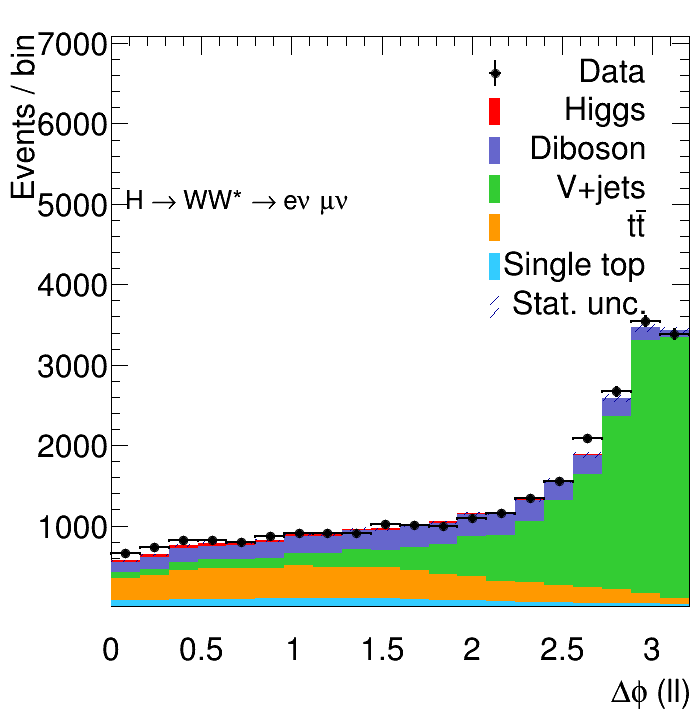 Events / bin
7000
6000
5000
4000
3000
2000
1000
Data
Higgs
Diboson
V+jets
tt̄
Single top
Stat. unc.
H → WW* → eν μν
0 0.5 1 1.5 2 2.5 3
Δϕ (ll)